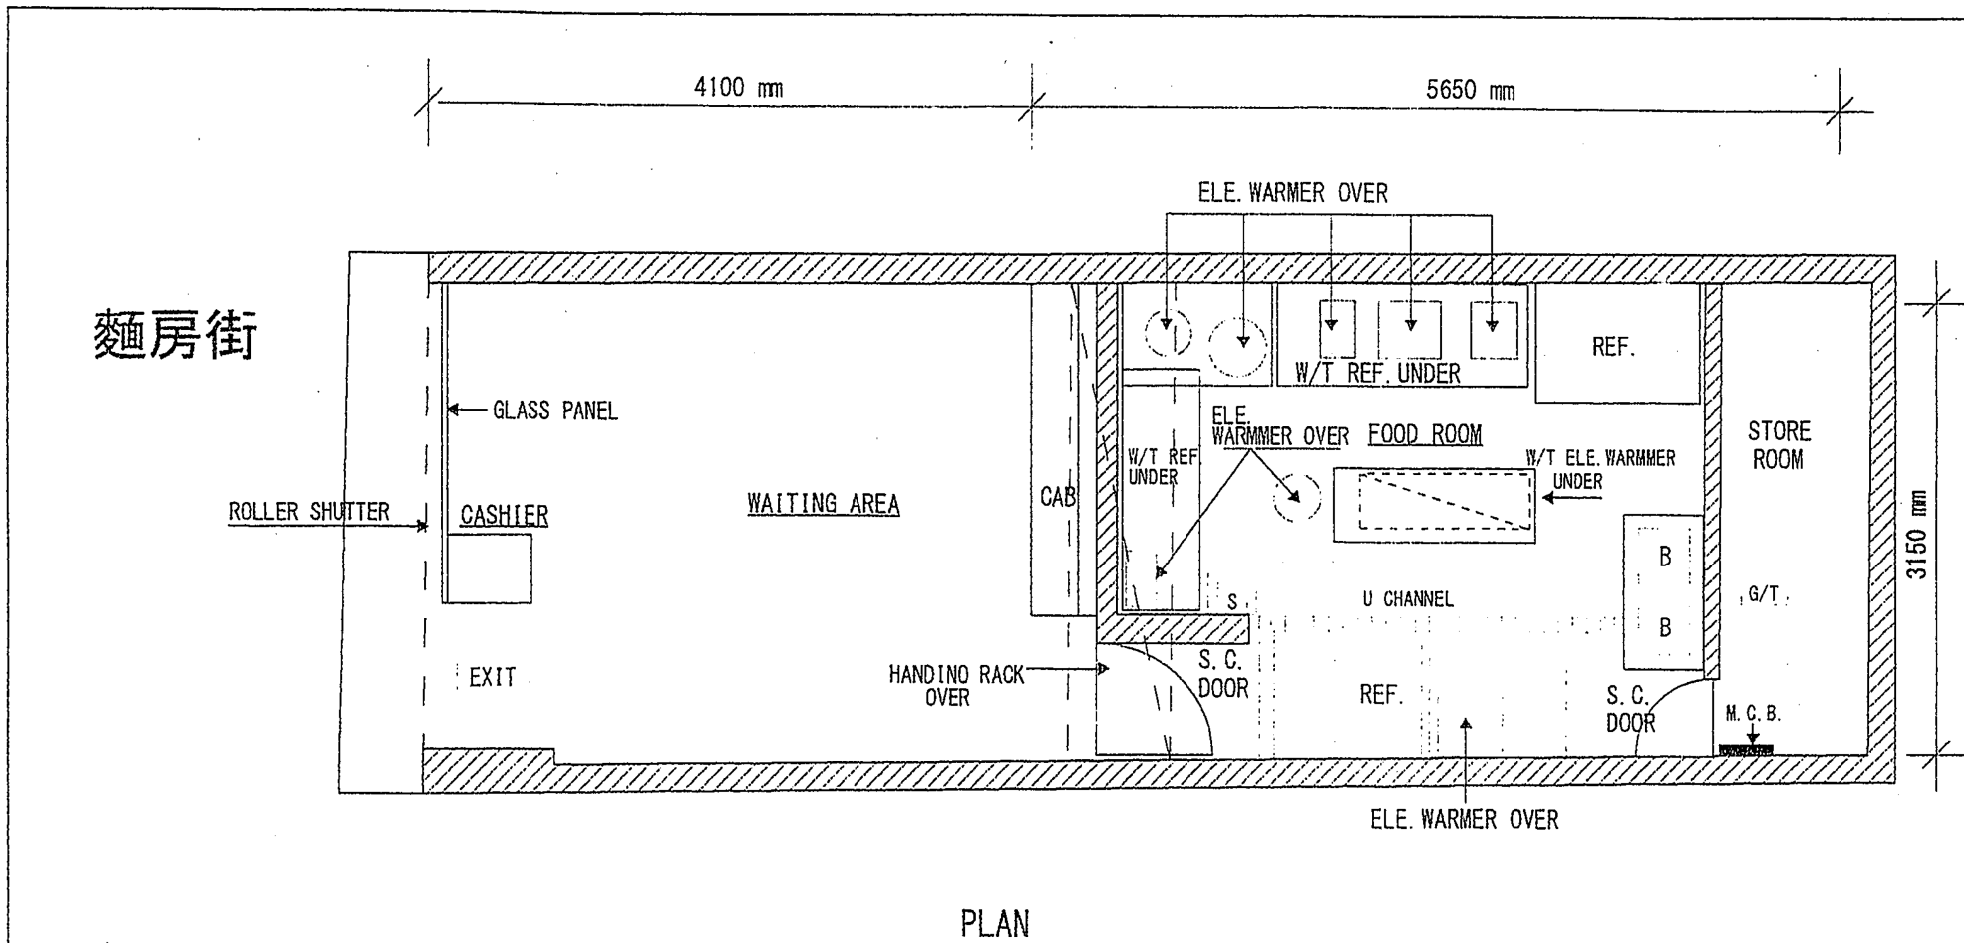 4100 mm
5650 mm
ELE. WARMER OVER
麵房街
GLASS PANEL
ROLLER SHUTTER
CASHIER
WAITING AREA
EXIT
CAB
HANDINO RACK
OVER
W/T REF. UNDER
REF.
ELE.
WARMMER OVER
FOOD ROOM
W/T REF.
UNDER
W/T ELE. WARMMER
UNDER
STORE
ROOM
B
B
S
U CHANNEL
G/T
3150 mm
S. C.
DOOR
REF.
S. C.
DOOR
M. C. B.
ELE. WARMER OVER
PLAN